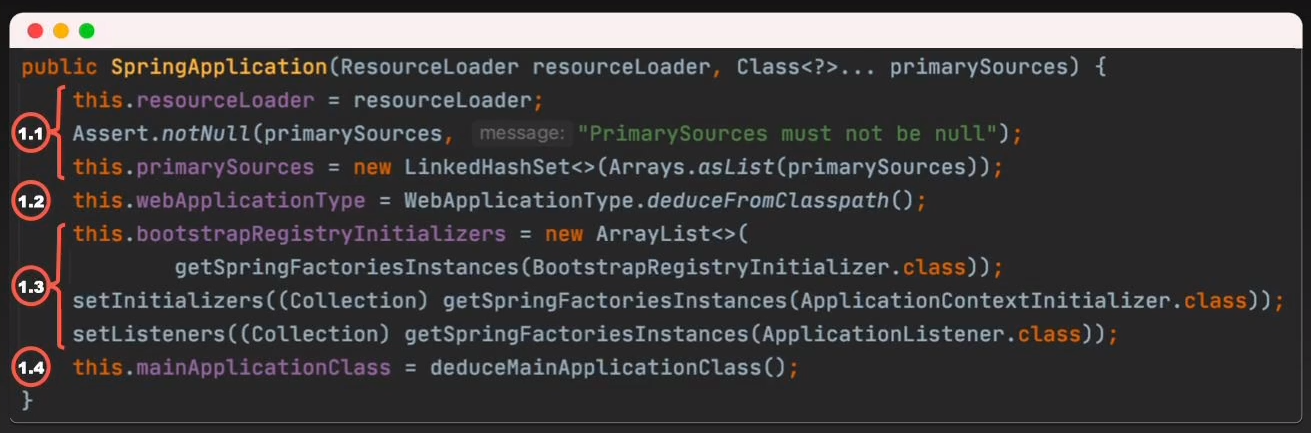 public SpringApplication(ResourceLoader resourceLoader, Class<?>... primarySources) {
this.resourceLoader = resourceLoader;
1.1 Assert.notNull(primarySources, message: "PrimarySources must not be null");
this.primarySources = new LinkedHashSet<>(Arrays.asList(primarySources));
1.2 this.webApplicationType = WebApplicationType.deduceFromClasspath();
this.bootstrapRegistryInitializers = new ArrayList<>(
getSpringFactoriesInstances(BootstrapRegistryInitializer.class));
1.3
setInitializers((Collection) getSpringFactoriesInstances(ApplicationContextInitializer.class));
setListeners((Collection) getSpringFactoriesInstances(ApplicationListener.class));
1.4 this.mainApplicationClass = deduceMainApplicationClass();
}